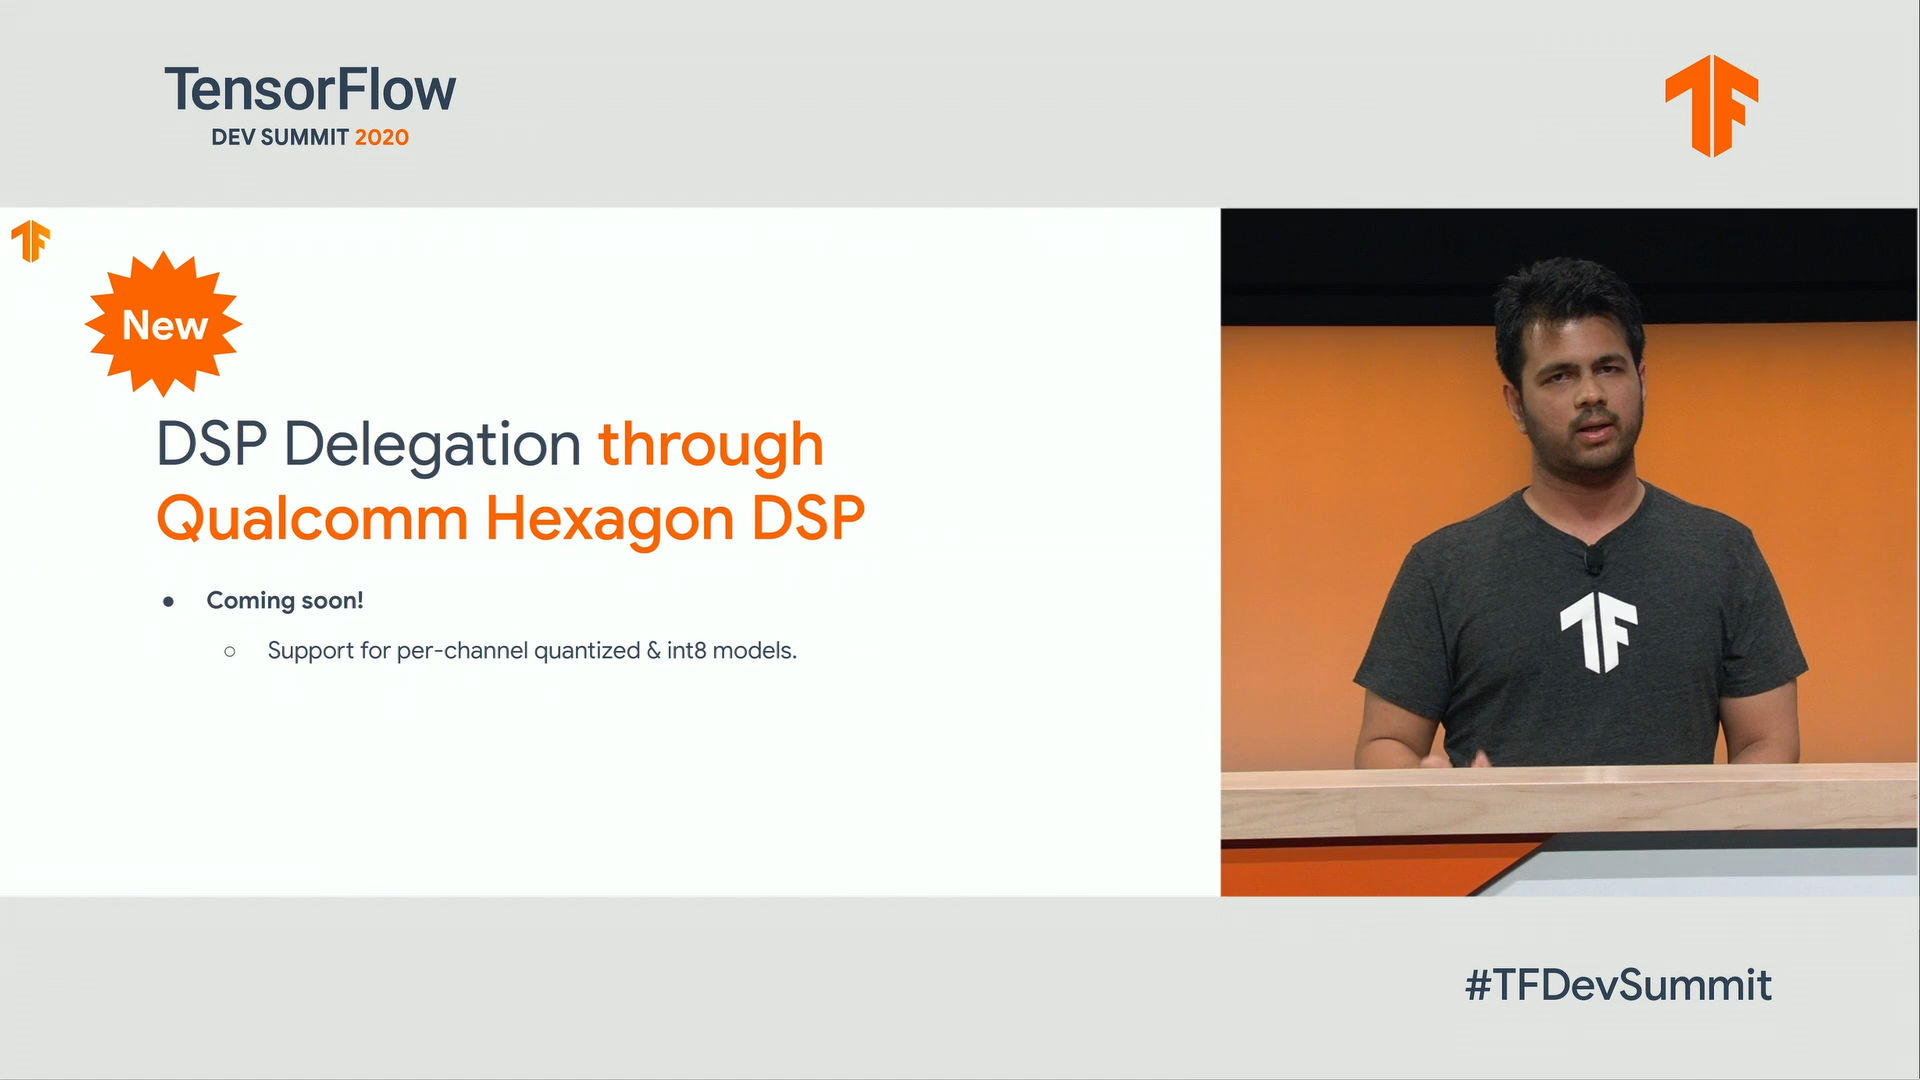 TensorFlow
DEV SUMMIT 2020
New
DSP Delegation through
Qualcomm Hexagon DSP
● Coming soon!
○ Support for per-channel quantized & int8 models.
#TFDevSummit